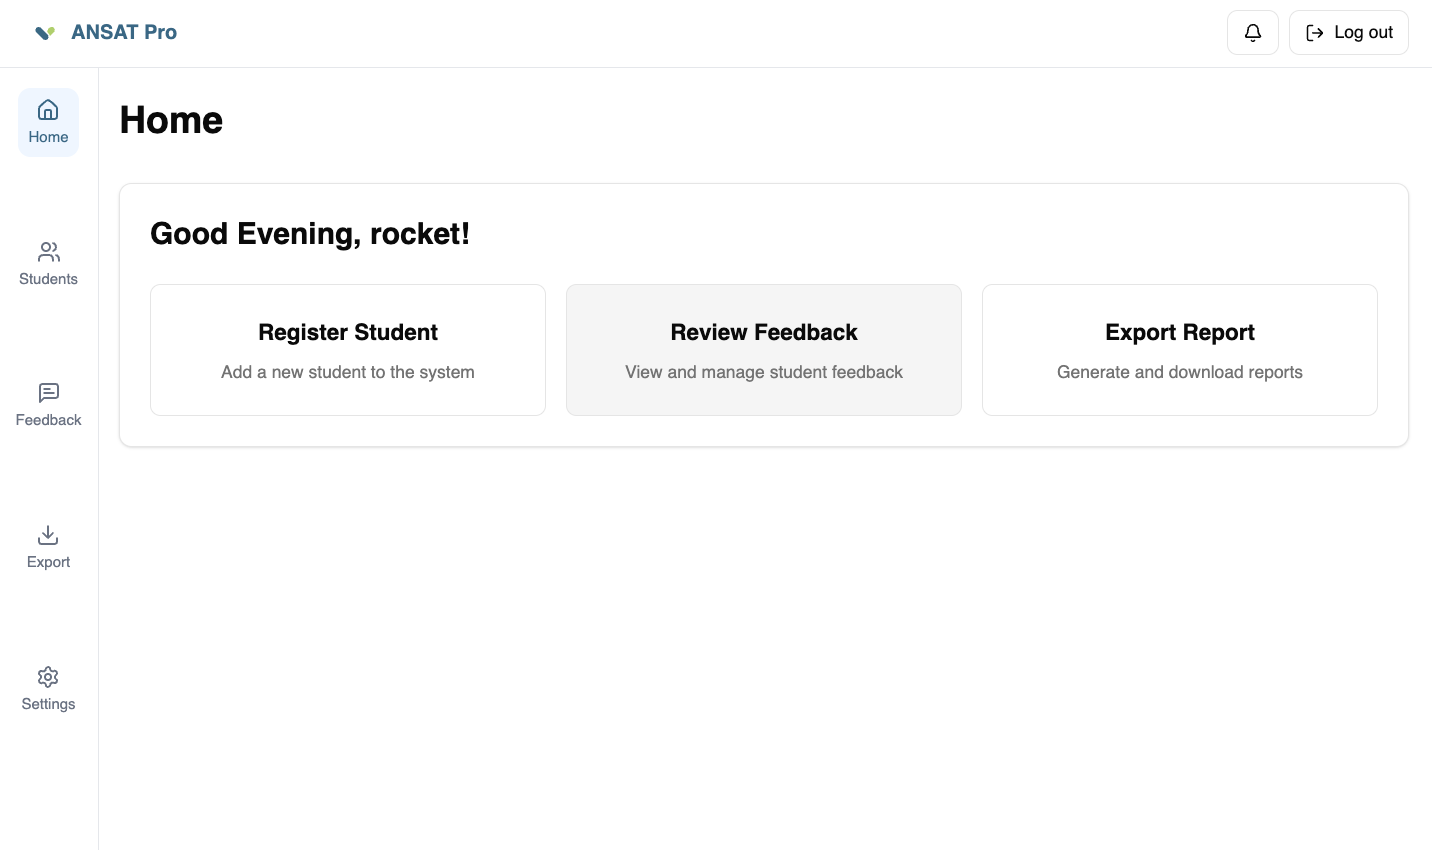 ANSAT Pro
Log out
Home
Students
Feedback
Export
Settings
Home
Good Evening, rocket!
Register Student
Add a new student to the system
Review Feedback
View and manage student feedback
Export Report
Generate and download reports